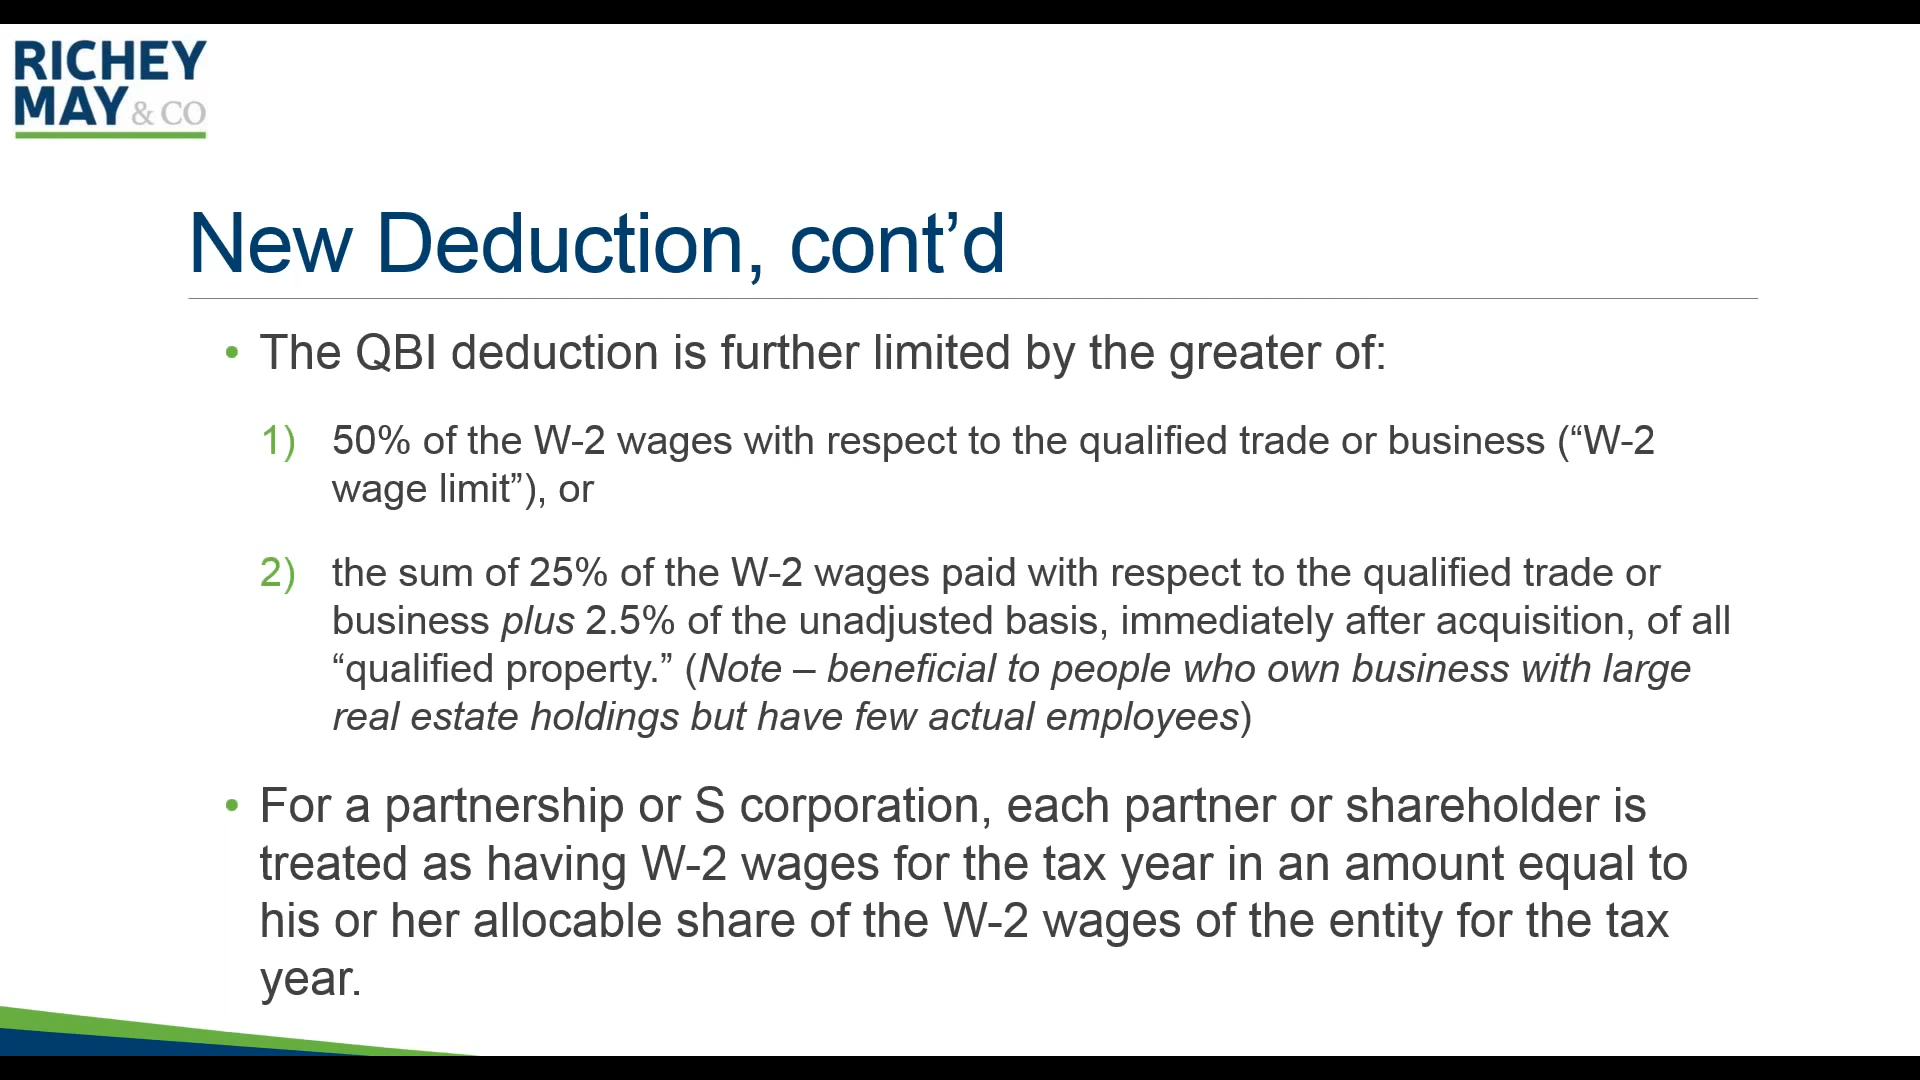 RICHEY
MAY & CO
New Deduction, cont’d
• The QBI deduction is further limited by the greater of:
1) 50% of the W-2 wages with respect to the qualified trade or business (“W-2
wage limit”), or
2) the sum of 25% of the W-2 wages paid with respect to the qualified trade or
business plus 2.5% of the unadjusted basis, immediately after acquisition, of all
“qualified property.” (Note – beneficial to people who own business with large
real estate holdings but have few actual employees)
• For a partnership or S corporation, each partner or shareholder is
treated as having W-2 wages for the tax year in an amount equal to
his or her allocable share of the W-2 wages of the entity for the tax
year.